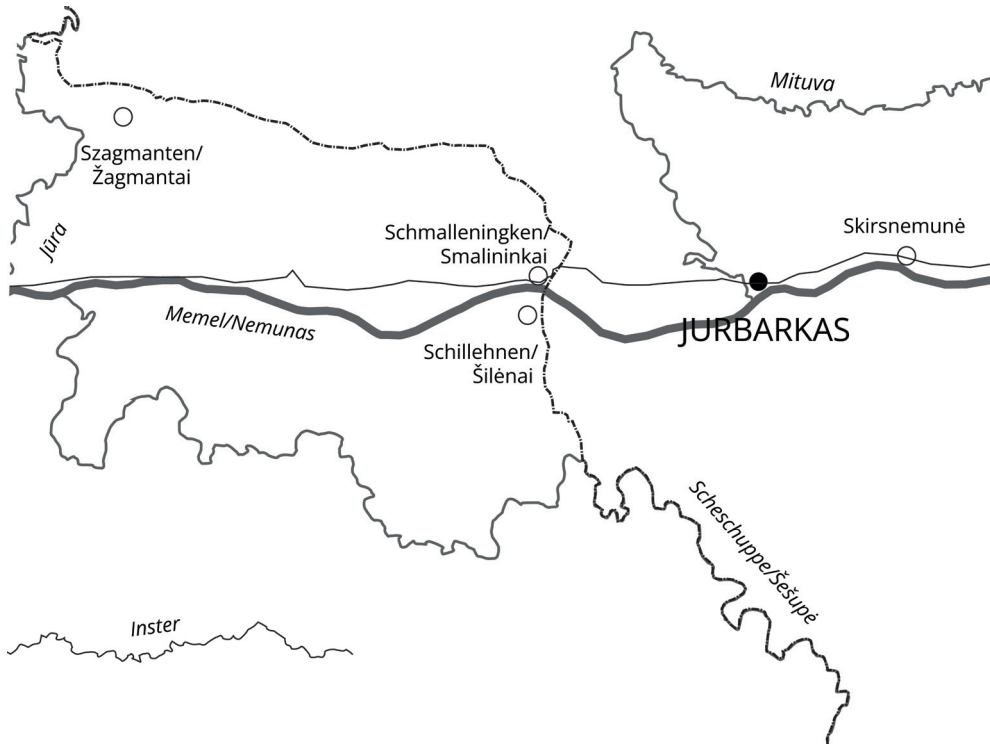 Mituva
Szagmanten/
Žagmantai
Jūra
Schmalleningken/
Smalininkai
Skirsnemunė
Memel/Nemunas
JURBARKAS
Schillehnen/
Šilėnai
Scheschuppe/Šešupė
Inster